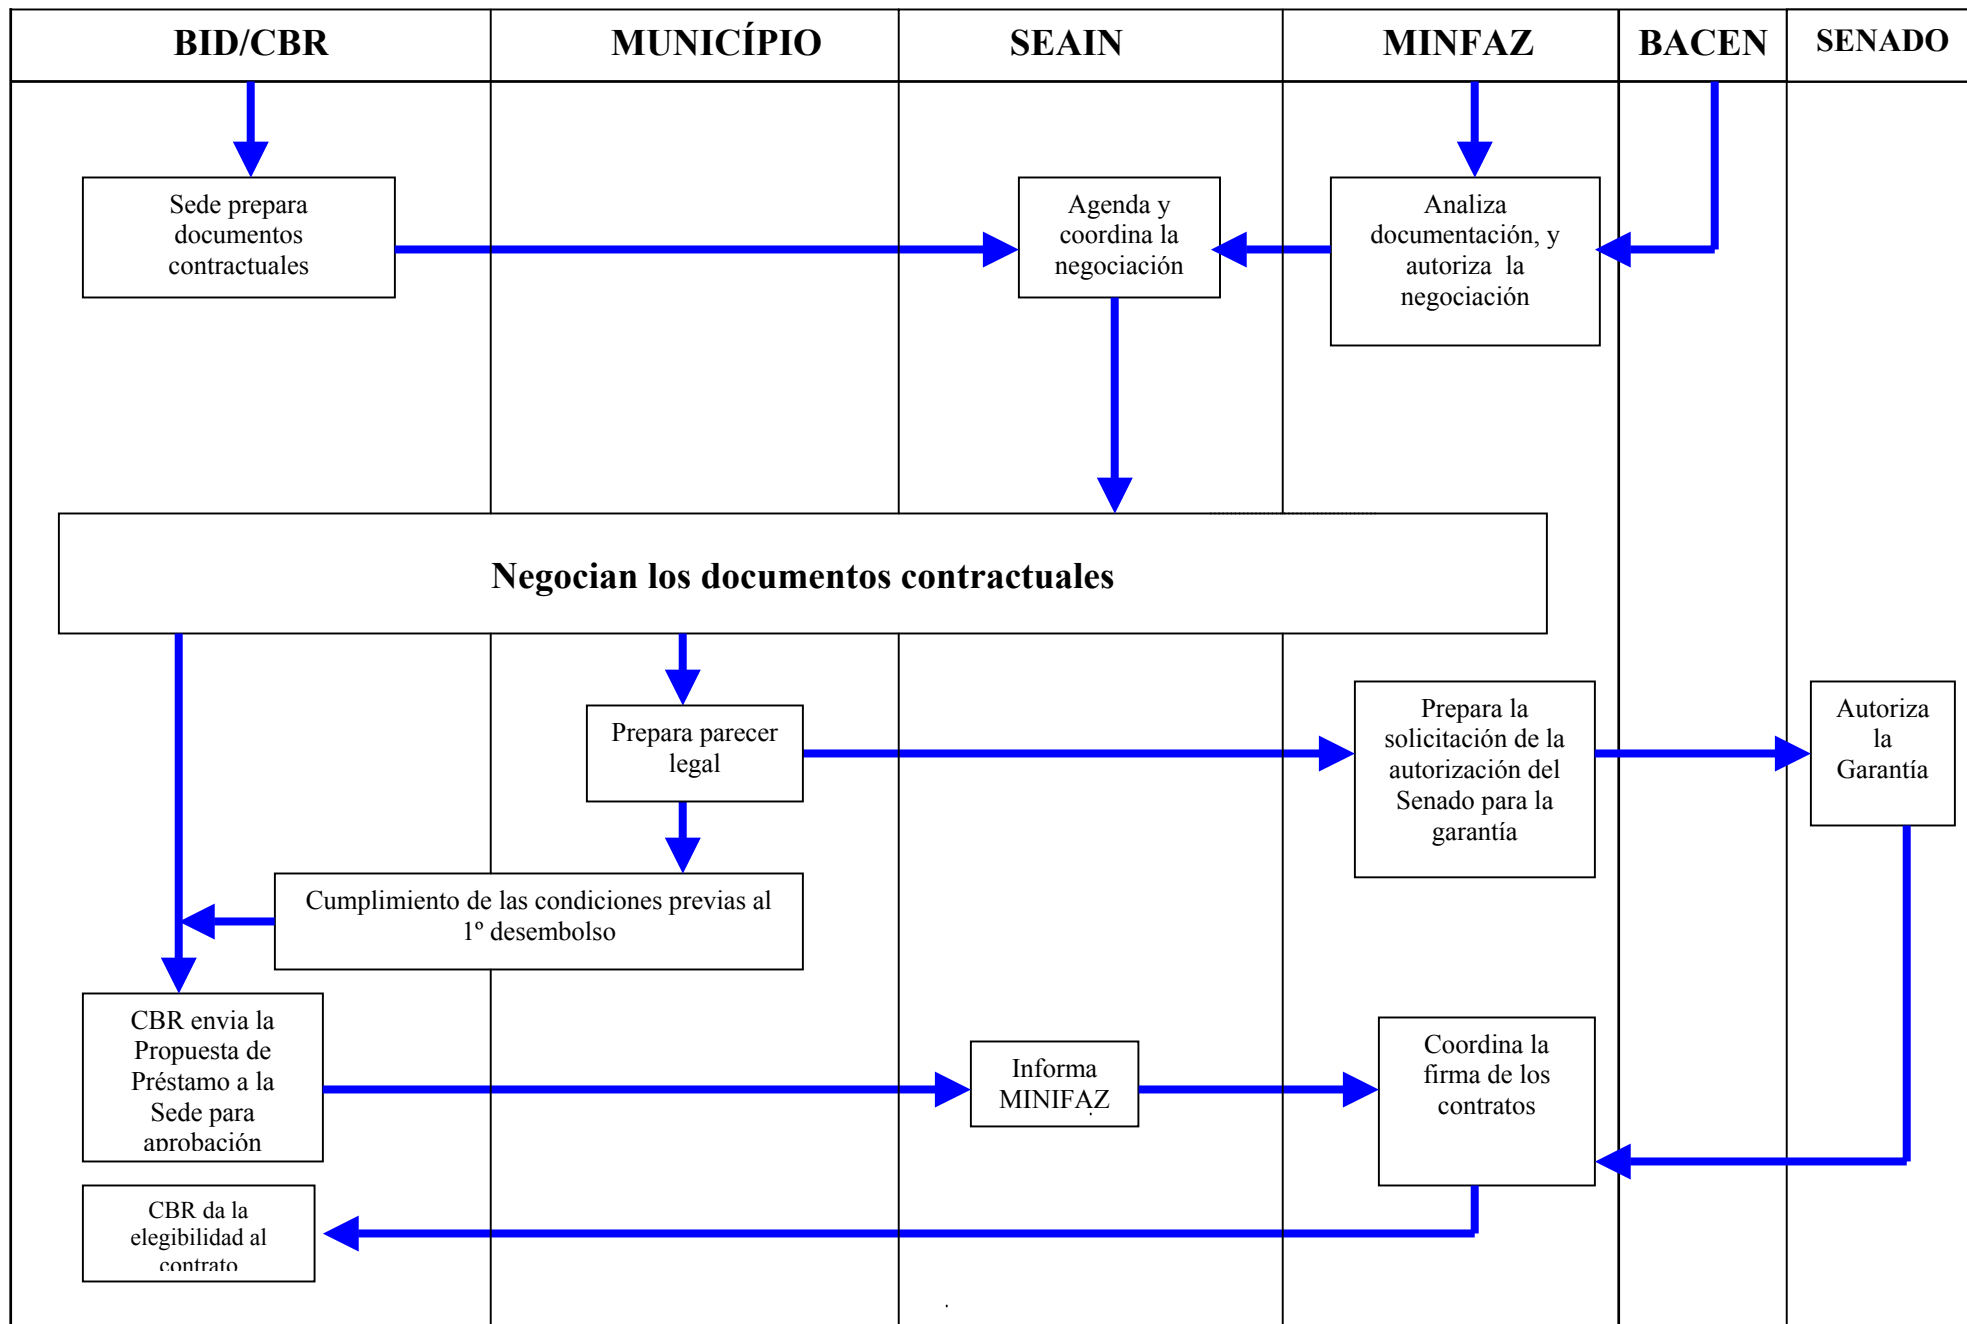 BID/CBR MUNICÍPIO SEAIN MINFAZ BACEN SENADO
Sede prepara
documentos
contractuales
Agenda y
coordina la
negociación
Analiza
documentación, y
autoriza la
negociación
Negocian los documentos contractuales
Prepara parecer
legal
Prepara la
solicitación de la
autorización del
Senado para la
garantía
Autoriza
la
Garantía
Cumplimiento de las condiciones previas al
1º desembolso
CBR envia la
Propuesta de
Préstamo a la
Sede para
aprobación
Informa
MINIFAZ
Coordina la
firma de los
contratos
CBR da la
elegibilidad al
contrato